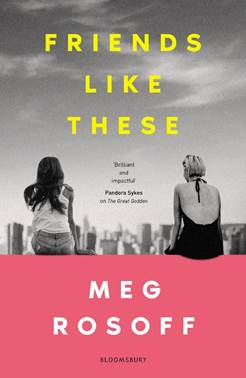 FRIENDS
LIKE
THESE
'Brilliant
and
impactful'
Pandora Sykes
on The Great Godden
MEG
ROSOFF
BLOOMSBURY